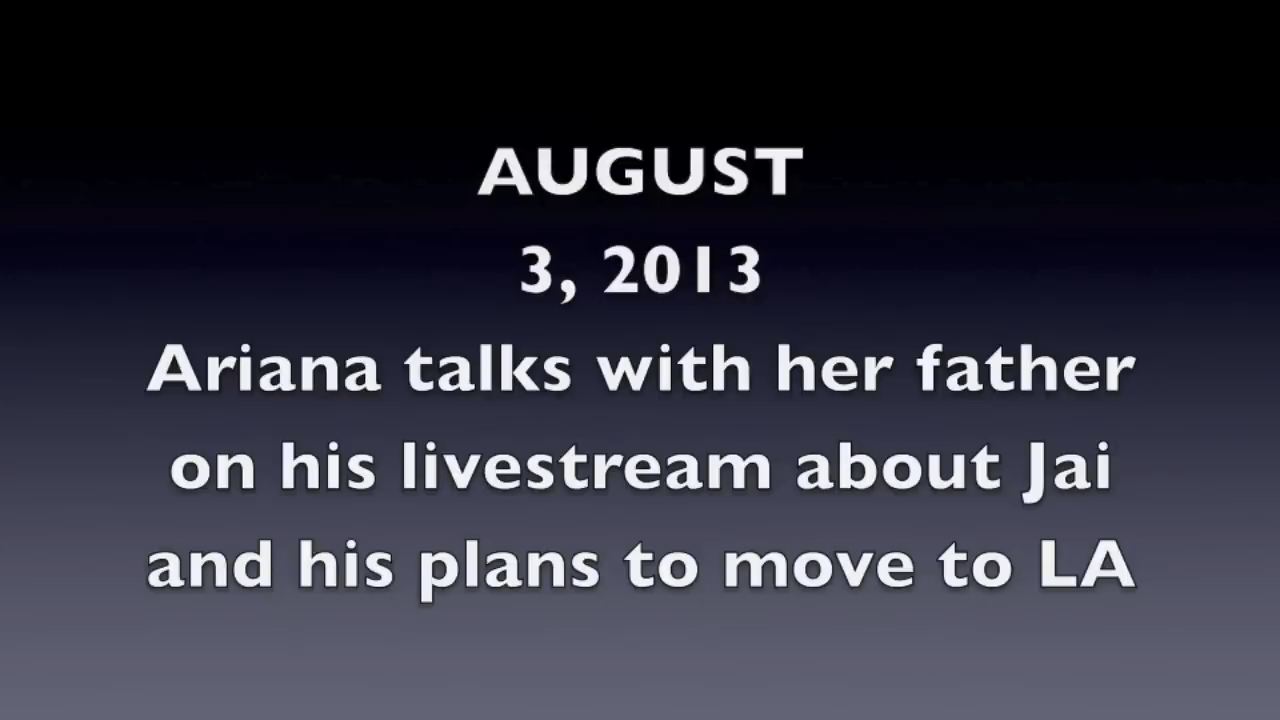 AUGUST
3, 2013
Ariana talks with her father
on his livestream about Jai
and his plans to move to LA